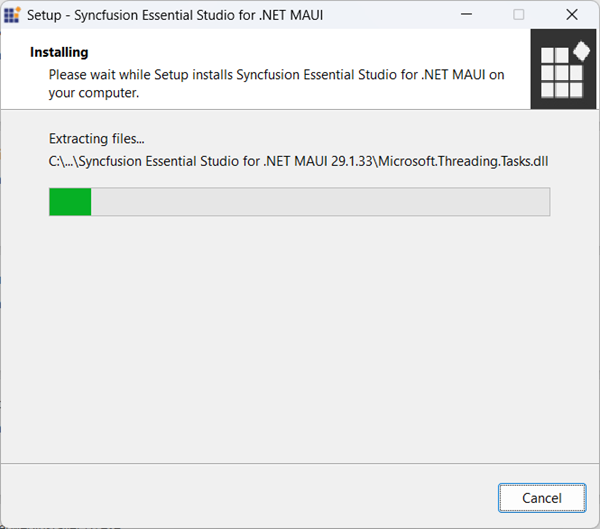 Setup - Syncfusion Essential Studio for .NET MAUI
Installing
Please wait while Setup installs Syncfusion Essential Studio for .NET MAUI on
your computer.
Extracting files...
C:\...\Syncfusion Essential Studio for .NET MAUI 29.1.33\Microsoft.Threading.Tasks.dll
Cancel